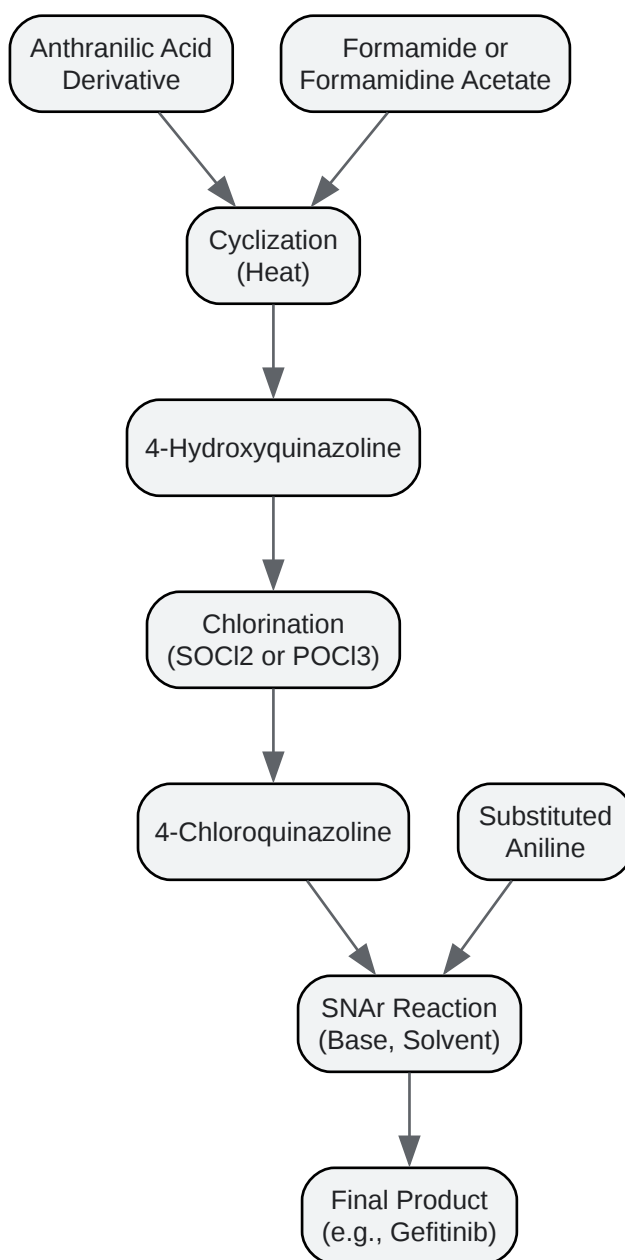 Anthranilic Acid
Derivative
Formamide or
Formamidine Acetate
Cyclization
(Heat)
4-Hydroxyquinazoline
Chlorination
(SOCl2 or POCl3)
4-Chloroquinazoline
Substituted
Aniline
SNAr Reaction
(Base, Solvent)
Final Product
(e.g., Gefitinib)